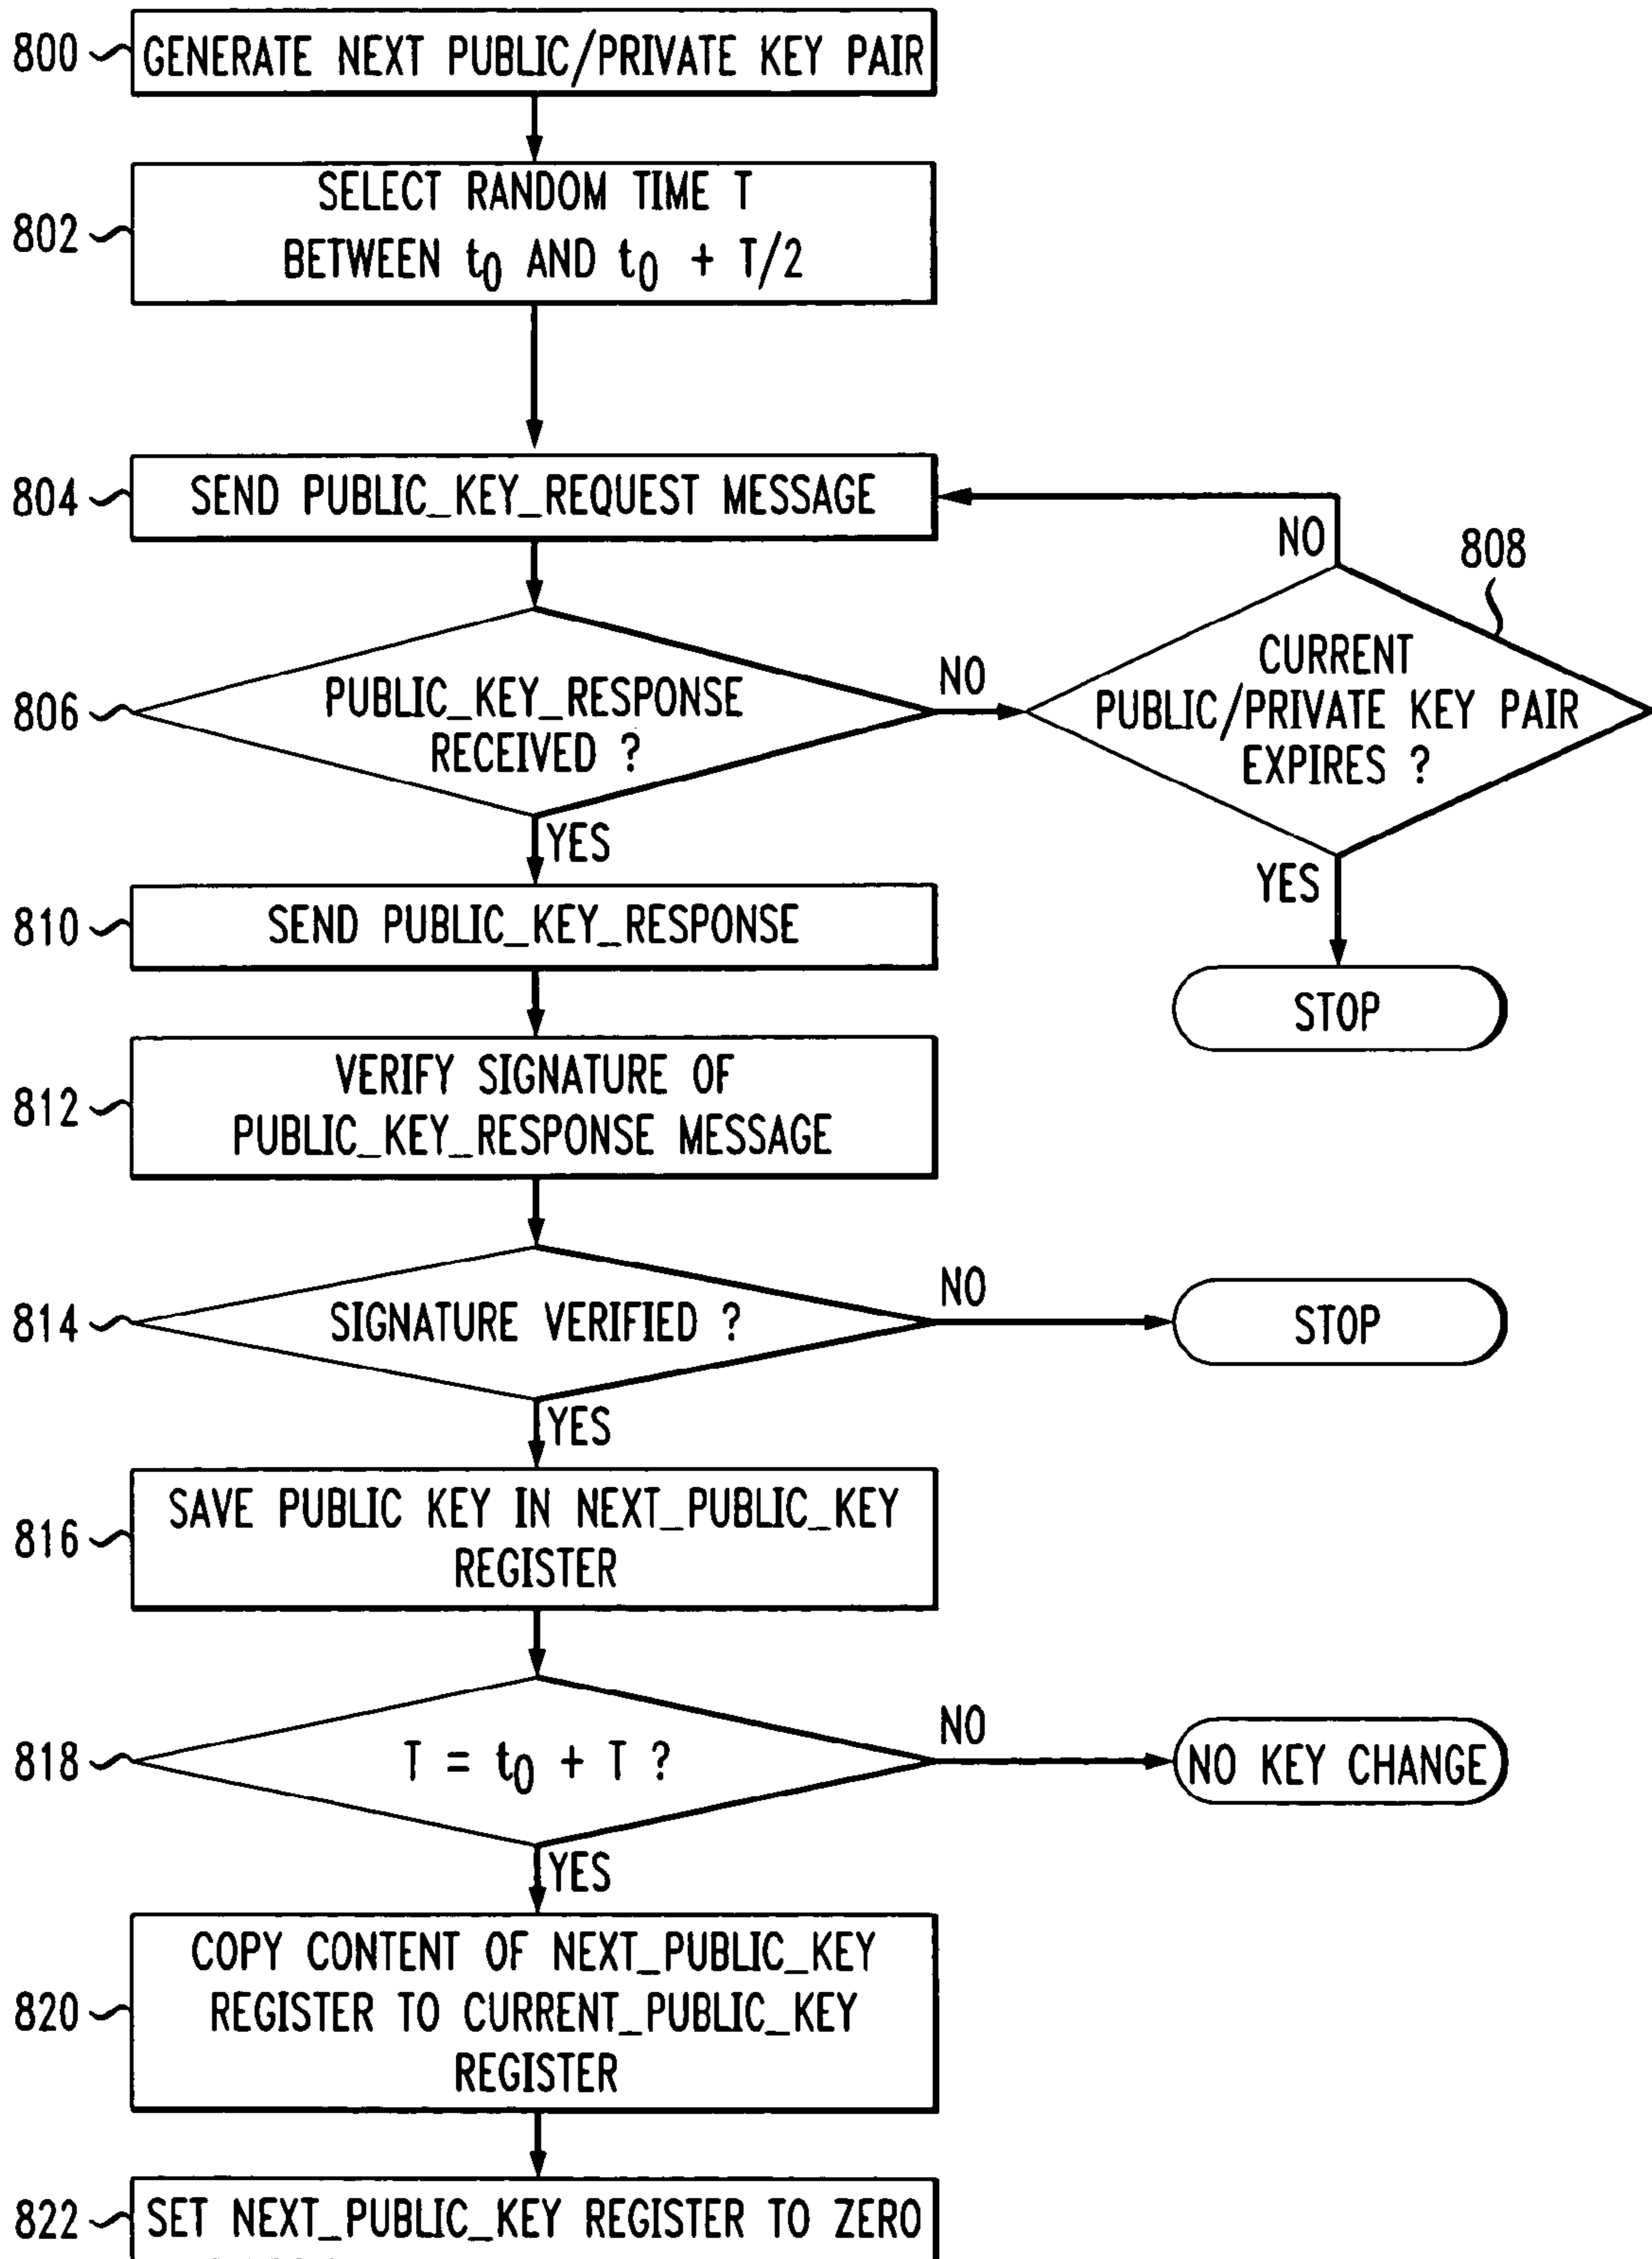 800
GENERATE NEXT PUBLIC/PRIVATE KEY PAIR
802
SELECT RANDOM TIME T
BETWEEN t0 AND t0 + T/2
804
SEND PUBLIC_KEY_REQUEST MESSAGE
NO
808
806
PUBLIC_KEY_RESPONSE
RECEIVED ?
NO
CURRENT
PUBLIC/PRIVATE KEY PAIR
EXPIRES ?
YES
YES
810
SEND PUBLIC_KEY_RESPONSE
STOP
812
VERIFY SIGNATURE OF
PUBLIC_KEY_RESPONSE MESSAGE
814
SIGNATURE VERIFIED ?
NO
STOP
YES
816
SAVE PUBLIC KEY IN NEXT_PUBLIC_KEY
REGISTER
818
T = t0 + T ?
NO
NO KEY CHANGE
YES
820
COPY CONTENT OF NEXT_PUBLIC_KEY
REGISTER TO CURRENT_PUBLIC_KEY
REGISTER
822
SET NEXT_PUBLIC_KEY REGISTER TO ZERO